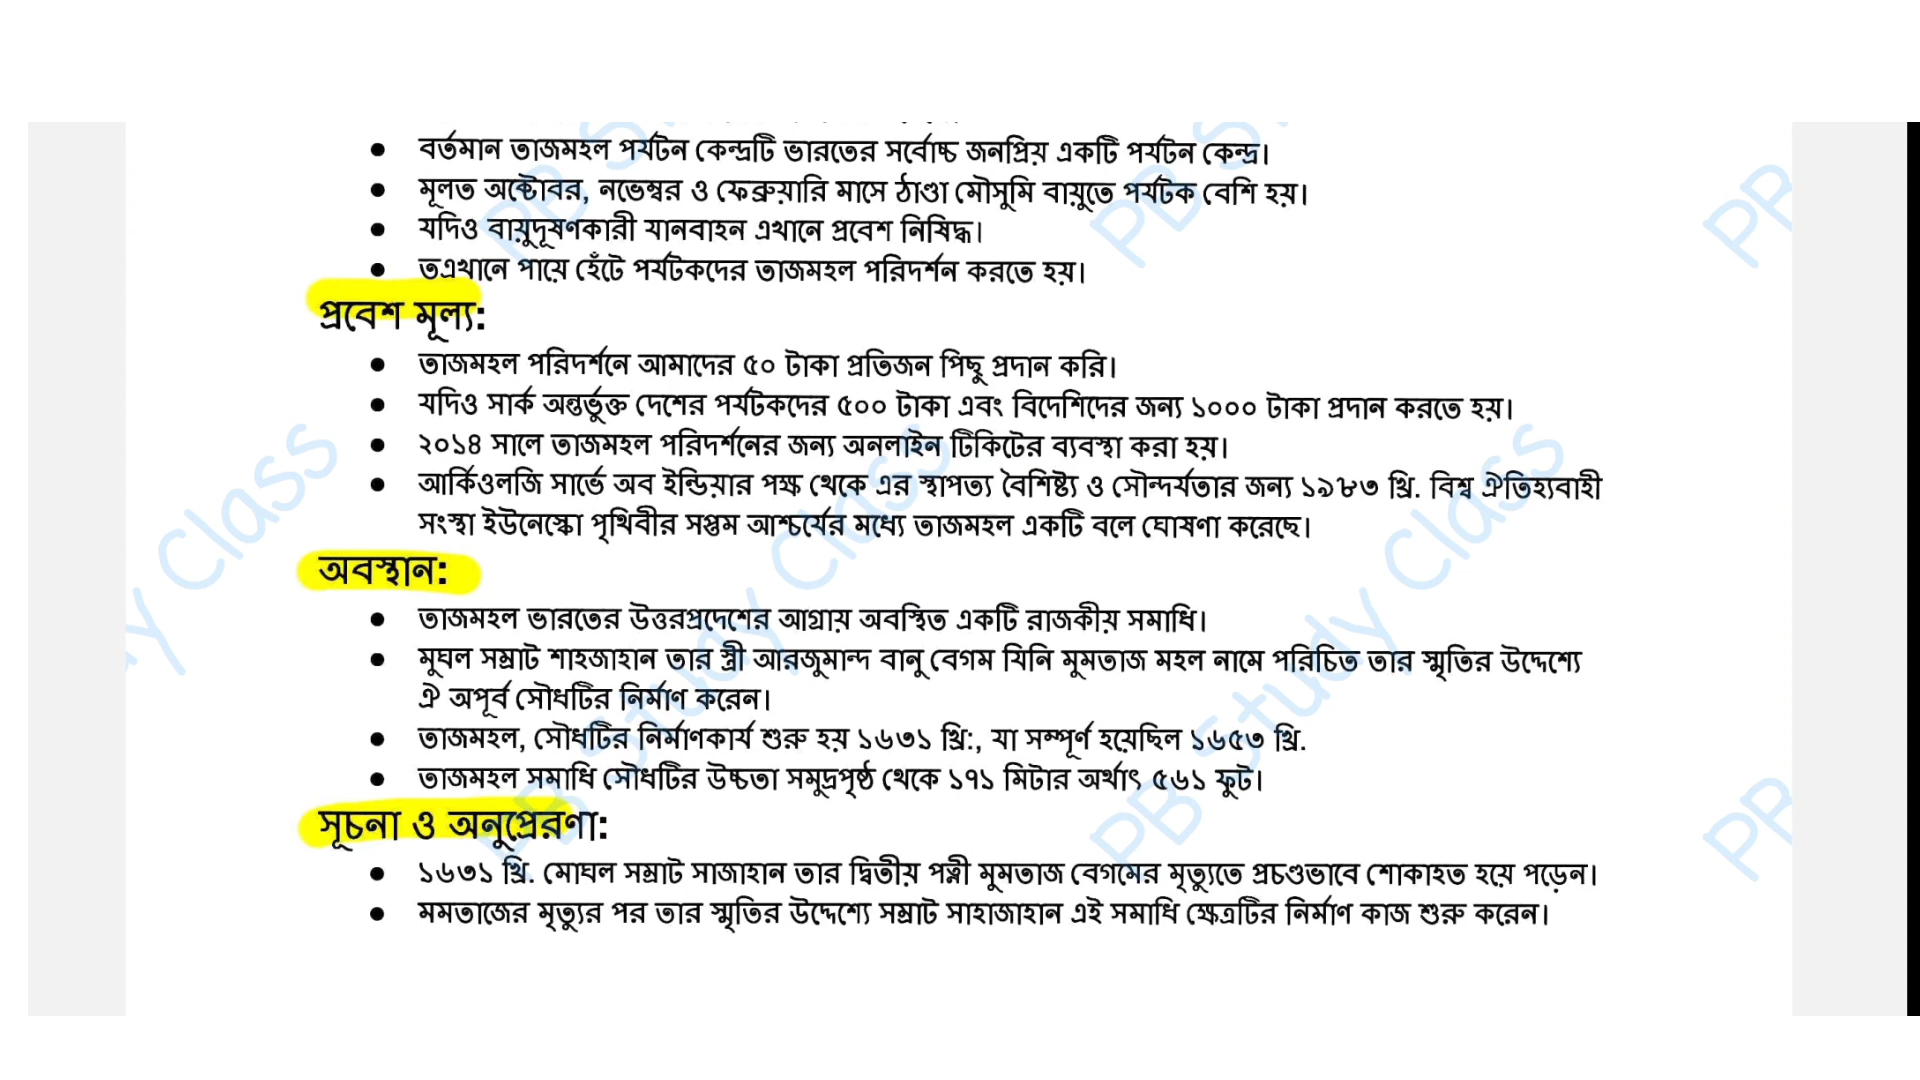 বর্তমান তাজমহল পর্যটন কেন্দ্রটি ভারতের সর্বোচ্চ জনপ্রিয় একটি পর্যটন কেন্দ্র।
মূলত অক্টোবর, নভেম্বর ও ফেব্রুয়ারি মাসে ঠাণ্ডা মৌসুমি বায়ুতে পর্যটক বেশি হয়।
যদিও বায়ুদূষণকারী যানবাহন এখানে প্রবেশ নিষিদ্ধ।
তএখানে পায়ে হেঁটে পর্যটকদের তাজমহল পরিদর্শন করতে হয়।
প্রবেশ মূল্য:
তাজমহল পরিদর্শনে আমাদের ৫০ টাকা প্রতিজন পিছু প্রদান করি।
যদিও সার্ক অন্তর্ভুক্ত দেশের পর্যটকদের ৫০০ টাকা এবং বিদেশিদের জন্য ১০০০ টাকা প্রদান করতে হয়।
২০১৪ সালে তাজমহল পরিদর্শনের জন্য অনলাইন টিকিটের ব্যবস্থা করা হয়।
আর্কিওলজি সার্ভে অব ইন্ডিয়ার পক্ষ থেকে এর স্থাপত্য বৈশিষ্ট্য ও সৌন্দর্যতার জন্য ১৯৮৩ খ্রি. বিশ্ব ঐতিহ্যবাহী
সংস্থা ইউনেস্কো পৃথিবীর সপ্তম আশ্চর্যের মধ্যে তাজমহল একটি বলে ঘোষণা করেছে।
অবস্থান:
তাজমহল ভারতের উত্তরপ্রদেশের আগ্রায় অবস্থিত একটি রাজকীয় সমাধি।
মুঘল সম্রাট শাহজাহান তার স্ত্রী আরজুমান্দ বানু বেগম যিনি মুমতাজ মহল নামে পরিচিত তার স্মৃতির উদ্দেশ্যে
ঐ অপূর্ব সৌধটির নির্মাণ করেন।
তাজমহল, সৌধটির নির্মাণকার্য শুরু হয় ১৬৩১ খ্রি:, যা সম্পূর্ণ হয়েছিল ১৬৫৩ খ্রি.
তাজমহল সমাধি সৌধটির উচ্চতা সমুদ্রপৃষ্ঠ থেকে ১৭১ মিটার অর্থাৎ ৫৬১ ফুট।
সূচনা ও অনুপ্রেরণা:
১৬৩১ খ্রি. মোঘল সম্রাট সাজাহান তার দ্বিতীয় পত্নী মুমতাজ বেগমের মৃত্যুতে প্রচণ্ডভাবে শোকাহত হয়ে পড়েন।
মমতাজের মৃত্যুর পর তার স্মৃতির উদ্দেশ্যে সম্রাট সাহাজাহান এই সমাধি ক্ষেত্রটির নির্মাণ কাজ শুরু করেন।
PB Study Class
PB Study Class